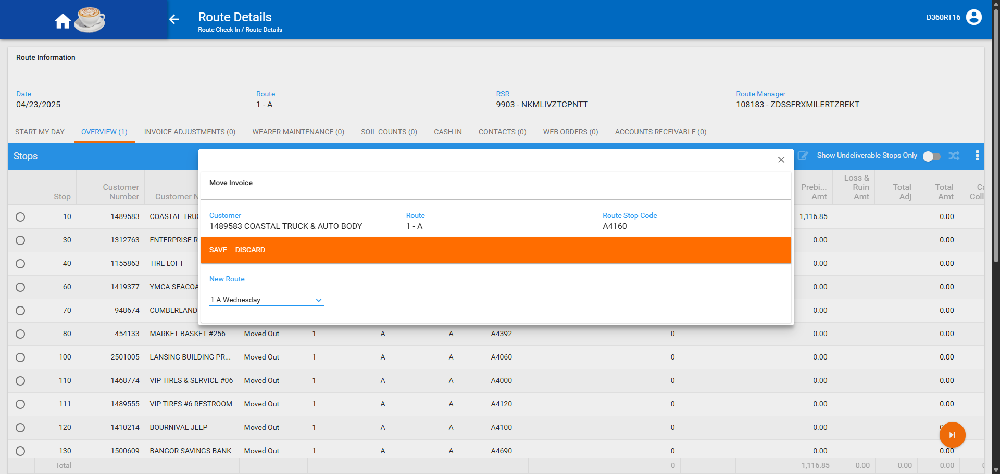 Route Details
Route Check In / Route Details
D360RT16
Route Information
Date
04/23/2025
Route
1 - A
RSR
9903 - NKMLIVZTCPNTT
Route Manager
108183 - ZDSSFRXMILERTZREKT
START MY DAY OVERVIEW (1) INVOICE ADJUSTMENTS (0) WEARER MAINTENANCE (0) SOIL COUNTS (0) CASH IN CONTACTS (0) WEB ORDERS (0) ACCOUNTS RECEIVABLE (0)
Stops
Show Undeliverable Stops Only
Stop
Customer
Number
Customer N
Prebi...
Amt
Loss &
Ruin
Amt
Total
Adj
Total
Amt
Ca
Coll
Move Invoice
Customer
1489583 COASTAL TRUCK & AUTO BODY
Route
1 - A
Route Stop Code
A4160
SAVE DISCARD
New Route
1 A Wednesday
10 1489583 COASTAL TRUC 1,116.85 0.00
30 1312763 ENTERPRISE R 0.00 0.00
40 1155863 TIRE LOFT 0.00 0.00
60 1419377 YMCA SEACOA 0.00 0.00
70 948674 CUMBERLAND 0.00 0.00
80 454133 MARKET BASKET #256 Moved Out 1 A A A4392 0 0.00 0.00
100 2501005 LANSING BUILDING PR... Moved Out 1 A A A4060 0 0.00 0.00
110 1468774 VIP TIRES & SERVICE #06 Moved Out 1 A A A4000 0 0.00 0.00
111 1489555 VIP TIRES #6 RESTROOM Moved Out 1 A A A4120 0 0.00 0.00
120 1410214 BOURNIVAL JEEP Moved Out 1 A A A4100 0 0.00
130 1500609 BANGOR SAVINGS BANK Moved Out 1 A A A4690 0 0.00 0.00
Total 0 1,116.85 0.00 0.00 0.00